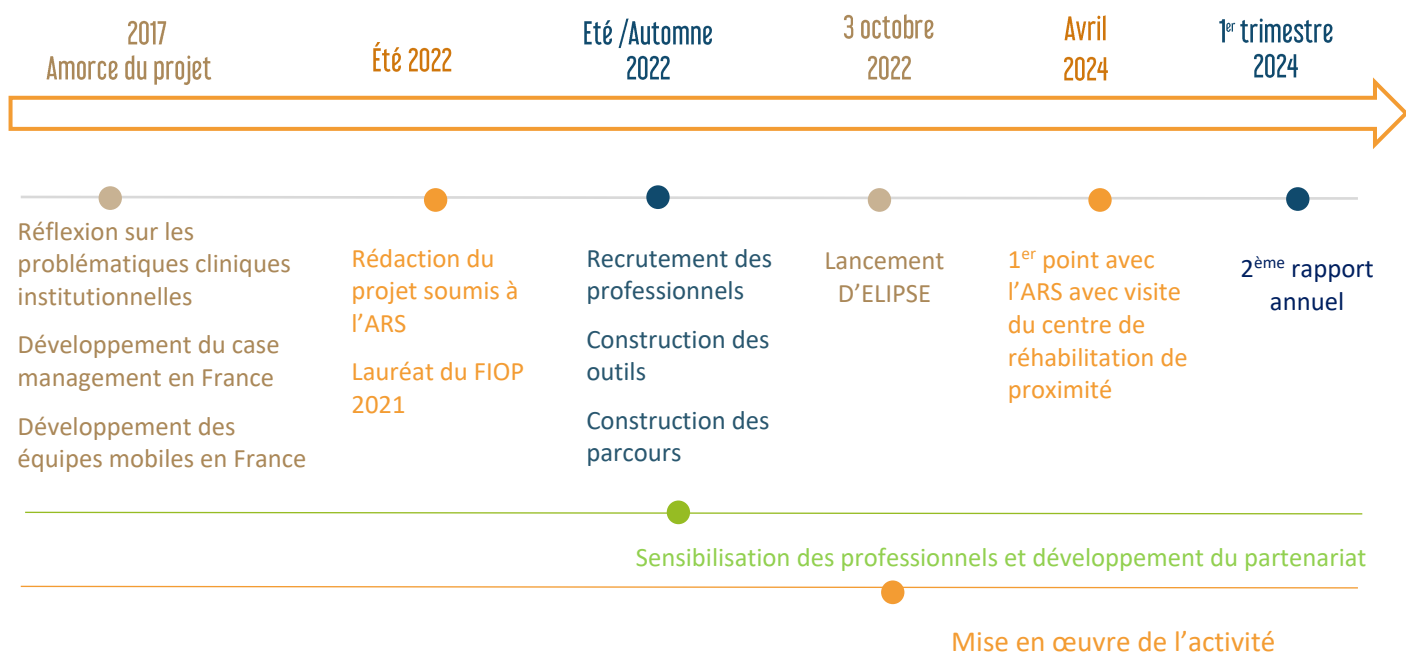 2017
Amorce du projet
Été 2022
Eté /Automne
2022
3 octobre
2022
Avril
2024
1er trimestre
2024
Réflexion sur les
problématiques cliniques
institutionnelles
Développement du case
management en France
Développement des
équipes mobiles en France
Rédaction du
projet soumis à
l’ARS
Lauréat du FIOP
2021
Recrutement des
professionnels
Construction des
outils
Construction des
parcours
Lancement
D’ELIPSE
1er point avec
l’ARS avec visite
du centre de
réhabilitation de
proximité
2ème rapport
annuel
Sensibilisation des professionnels et développement du partenariat
Mise en œuvre de l’activité